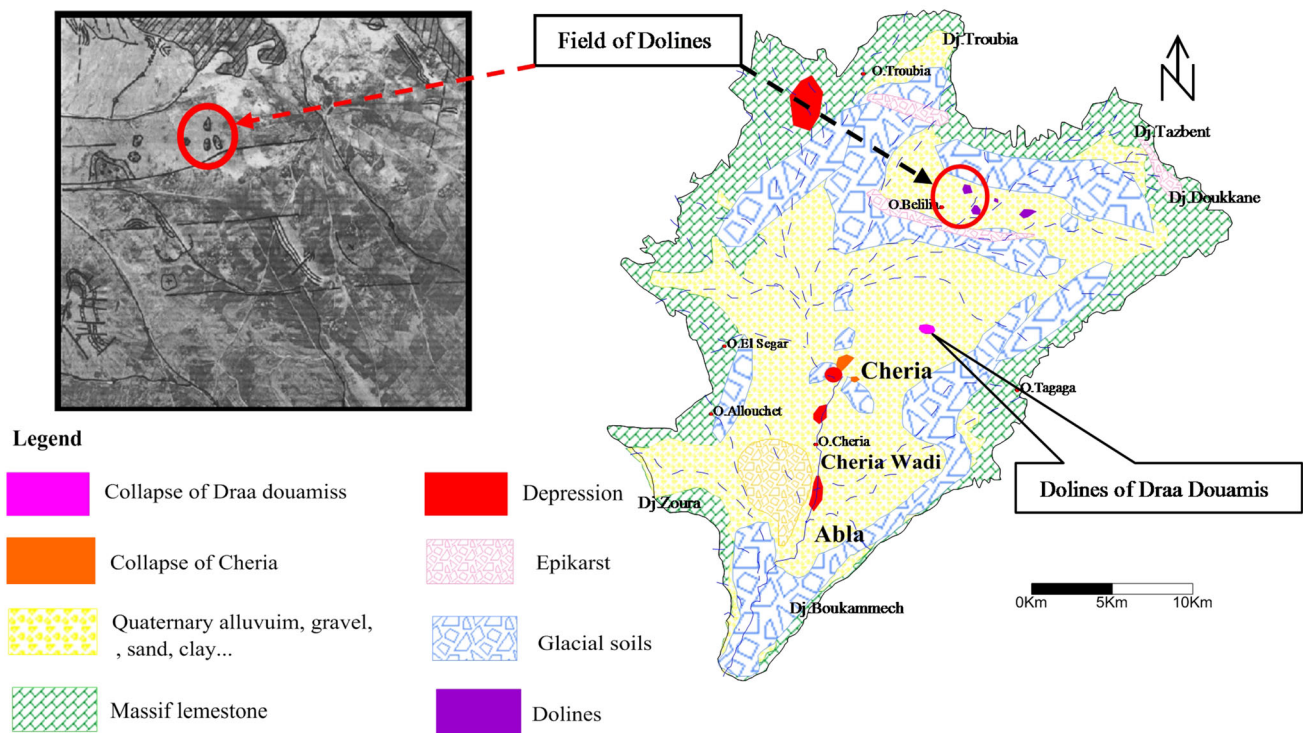 Field of Dolines
Dj.Troubia
O.Troubia
N
Dj.Tazbent
Dj.Doukkane
O.Belilia
O.El Segar
Cheria
O.Tagaga
O.Allouchet
O.Cheria
Cheria Wadi
Dolines of Draa Douamis
Dj.Zoura
Abla
Dj.Boukammech
0Km 5Km 10Km
Legend
Collapse of Draa douamiss
Depression
Collapse of Cheria
Epikarst
Quaternary alluvuim, gravel,
, sand, clay...
Glacial soils
Massif lemestone
Dolines